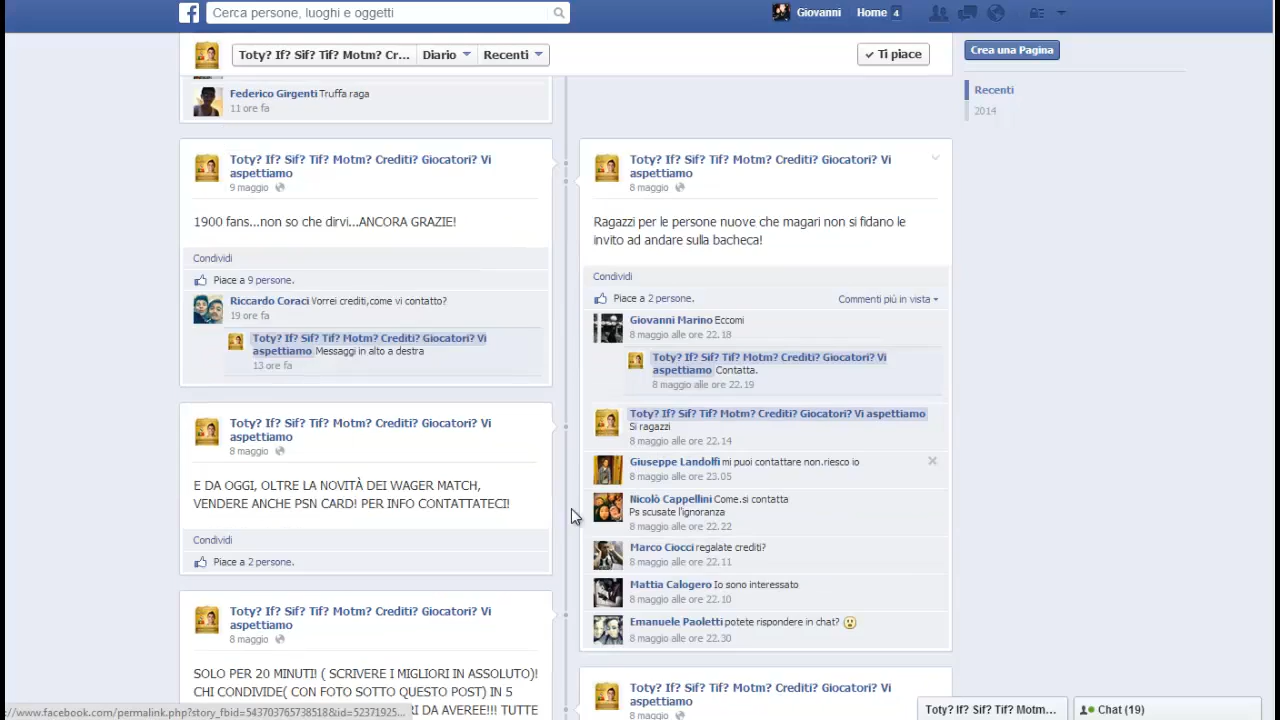 Cerca persone, luoghi e oggetti
Giovanni
Home 4
Toty? If? Sif? Tif? Motm? Cr...
Diario
Recenti
Ti piace
Crea una Pagina
Recenti
2014
Federico Girgenti Truffa raga
11 ore fa
Toty? If? Sif? Tif? Motm? Crediti? Giocatori? Vi
aspettiamo
9 maggio
1900 fans...non so che dirvi...ANCORA GRAZIE!
Condividi
Piace a 9 persone.
Riccardo Coraci Vorrei crediti,come vi contatto?
19 ore fa
Toty? If? Sif? Tif? Motm? Crediti? Giocatori? Vi
aspettiamo Messaggi in alto a destra
13 ore fa
Toty? If? Sif? Tif? Motm? Crediti? Giocatori? Vi
aspettiamo
8 maggio
E DA OGGI, OLTRE LA NOVITÀ DEI WAGER MATCH,
VENDERE ANCHE PSN CARD! PER INFO CONTATTATECI!
Condividi
Piace a 2 persone.
Toty? If? Sif? Tif? Motm? Crediti? Giocatori? Vi
aspettiamo
8 maggio
SOLO PER 20 MINUTI! ( SCRIVERE I MIGLIORI IN ASSOLUTO)!
CHI CONDIVIDE( CON FOTO SOTTO QUESTO POST) IN 5
RI DA AVEREE!!! TUTTE
Toty? If? Sif? Tif? Motm? Crediti? Giocatori? Vi
aspettiamo
8 maggio
Ragazzi per le persone nuove che magari non si fidano le
invito ad andare sulla bacheca!
Condividi
Piace a 2 persone.
Commenti più in vista
Giovanni Marino Eccomi
8 maggio alle ore 22.18
Toty? If? Sif? Tif? Motm? Crediti? Giocatori? Vi
aspettiamo Contatta.
8 maggio alle ore 22.19
Toty? If? Sif? Tif? Motm? Crediti? Giocatori? Vi aspettiamo
Si ragazzi
8 maggio alle ore 22.14
Giuseppe Landolfi mi puoi contattare non.riesco io
8 maggio alle ore 23.05
Nicolò Cappellini Come.si contatta
Ps scusate l'ignoranza
8 maggio alle ore 22.22
Marco Ciocci regalate crediti?
8 maggio alle ore 22.11
Mattia Calogero Io sono interessato
8 maggio alle ore 22.10
Emanuele Paoletti potete rispondere in chat?
8 maggio alle ore 22.30
Toty? If? Sif? Tif? Motm? Crediti? Giocatori? Vi
aspettiamo
8 maggio
/www.facebook.com/permalink.php?story_fbid=543703765738518&id=52371925...
Toty? If? Sif? Tif? Motm...
Chat (19)